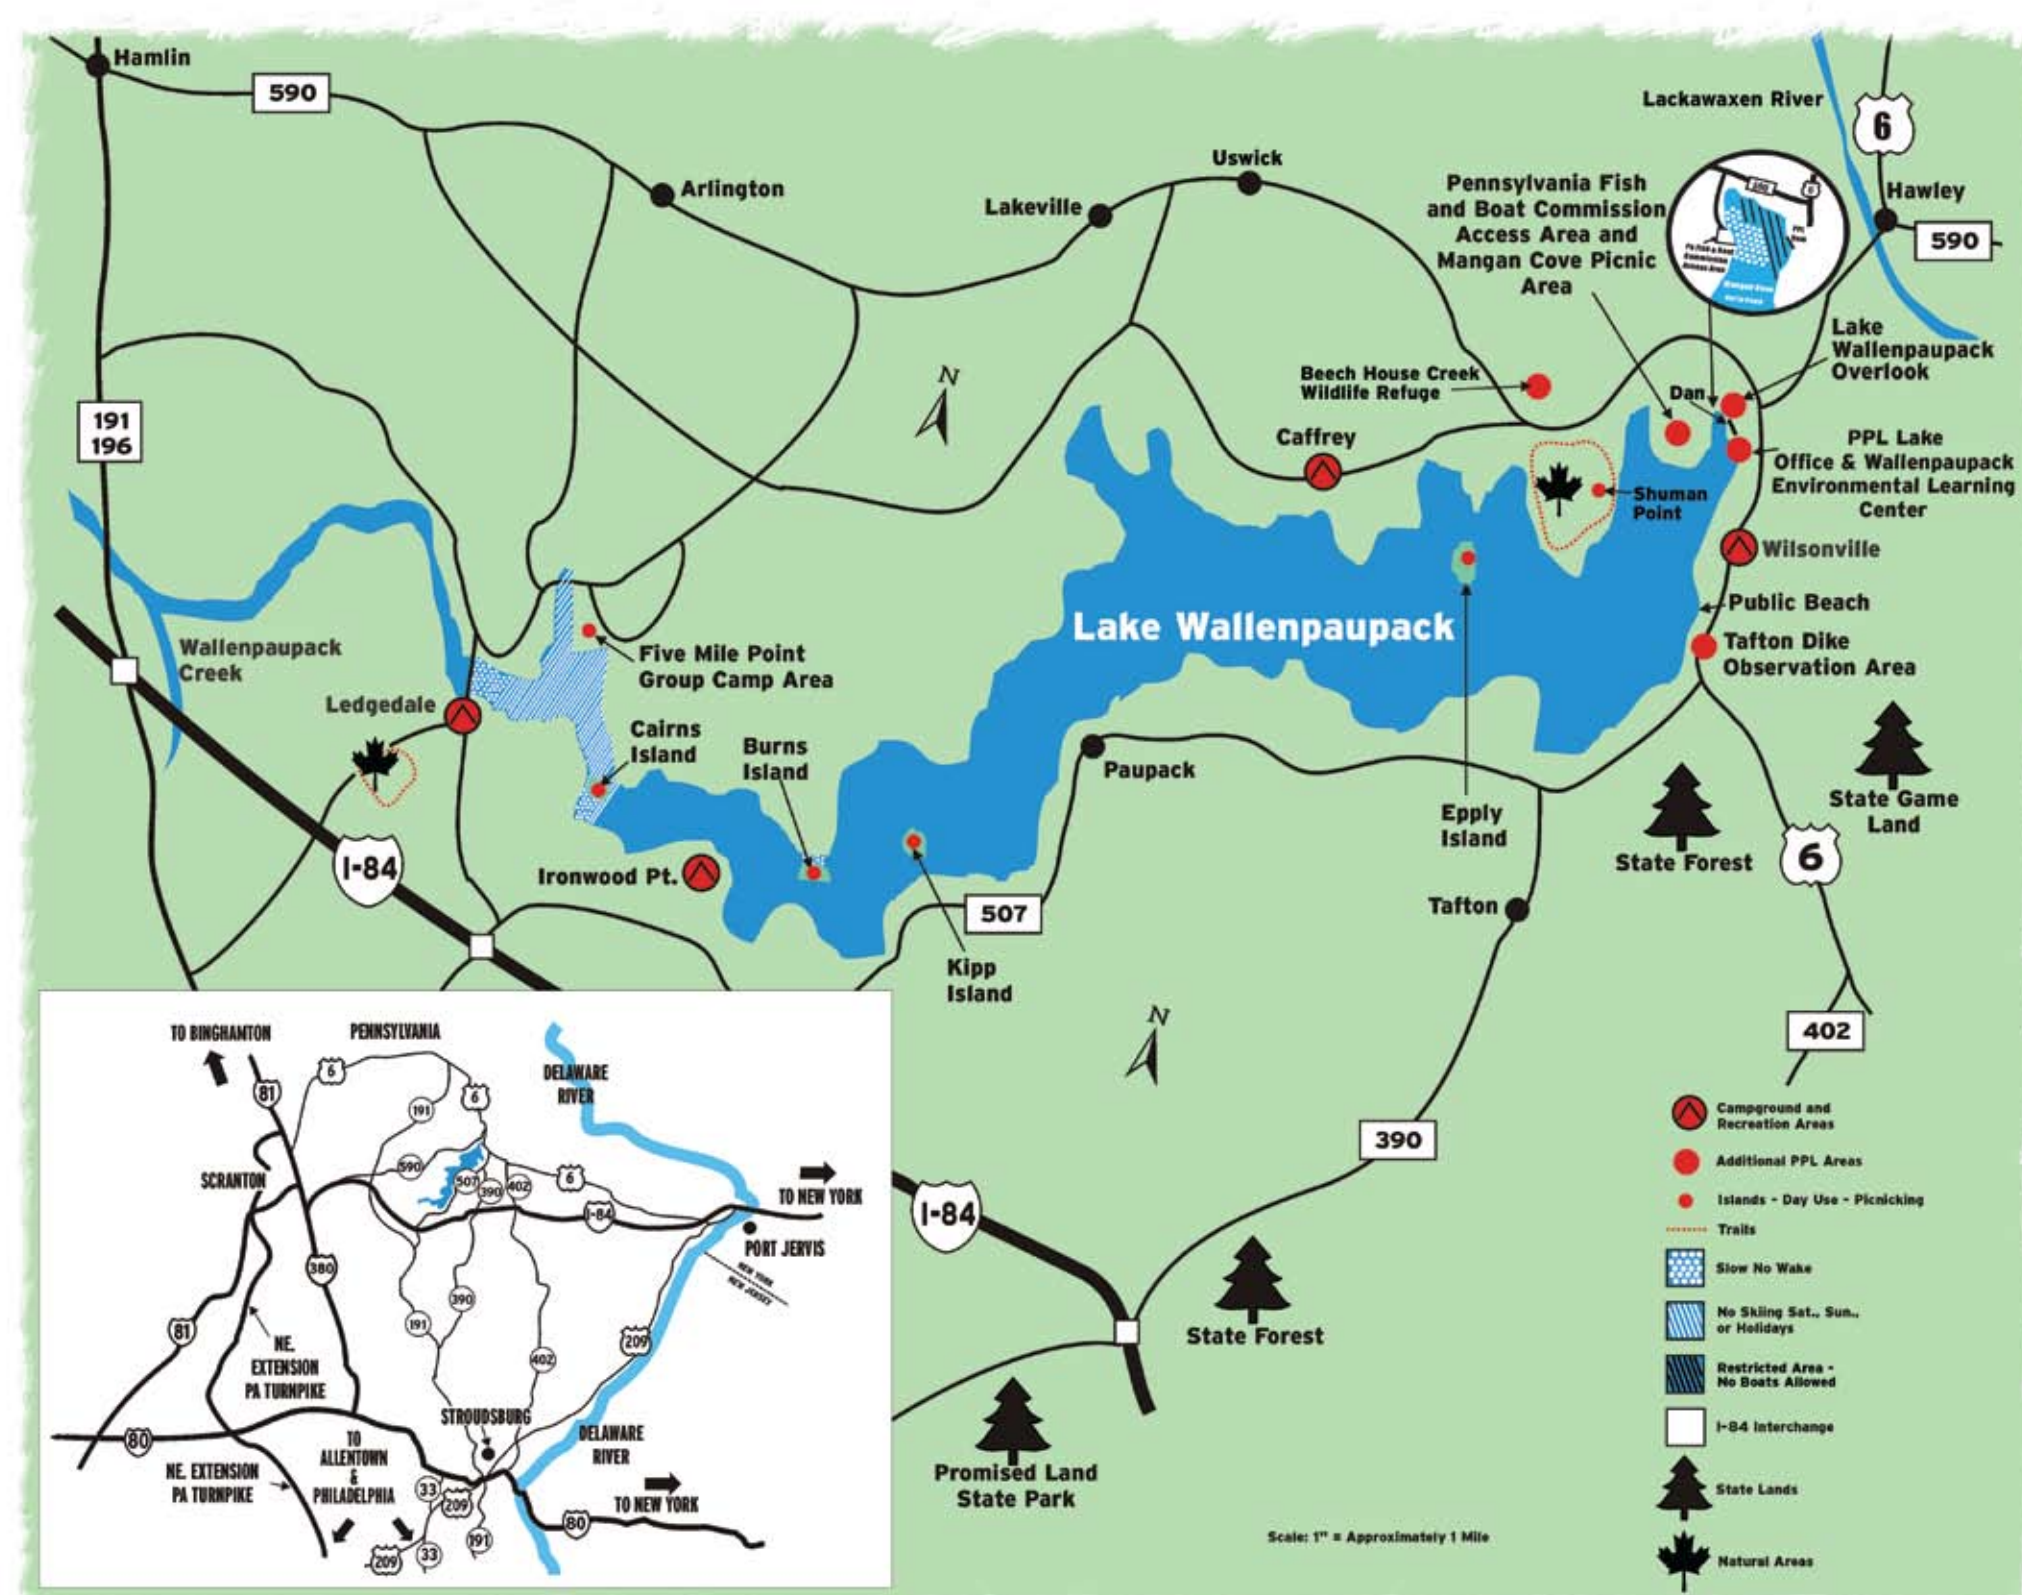 Hamlin
590
Arlington
Lakeville
Uswick
Lackawaxen River
6
Hawley
590
Pennsylvania Fish
and Boat Commission
Access Area and
Mangan Cove Picnic
Area
590
6
Lake
Wallenpaupack
Overlook
Dan
Beech House Creek
Wildlife Refuge
N
191
196
Caffrey
PPL Lake
Office & Wallenpaupack
Environmental Learning
Center
Shuman
Point
Wilsonville
Public Beach
Lake Wallenpaupack
Tafton Dike
Observation Area
Wallenpaupack
Creek
Five Mile Point
Group Camp Area
Ledgedale
Cairns
Island
Burns
Island
Paupack
Epply
Island
State Game
Land
State Forest
6
I-84
Ironwood Pt.
507
Tafton
Kipp
Island
N
402
390
I-84
State Forest
Promised Land
State Park
Scale: 1" = Approximately 1 Mile
Campground and
Recreation Areas
Additional PPL Areas
Islands - Day Use - Picnicking
Trails
Slow No Wake
No Skiing Sat., Sun.,
or Holidays
Restricted Area -
No Boats Allowed
I-84 Interchange
State Lands
Natural Areas
TO BINGHAMTON
PENNSYLVANIA
6
81
191
6
DELAWARE
RIVER
SCRANTON
590
507
390
402
6
I-84
TO NEW YORK
PORT JERVIS
NEW YORK
NEW JERSEY
380
390
191
81
209
402
NE.
EXTENSION
PA TURNPIKE
STROUDSBURG
80
TO
ALLENTOWN
&
PHILADELPHIA
DELAWARE
RIVER
NE. EXTENSION
PA TURNPIKE
33
209
TO NEW YORK
80
191
209
33